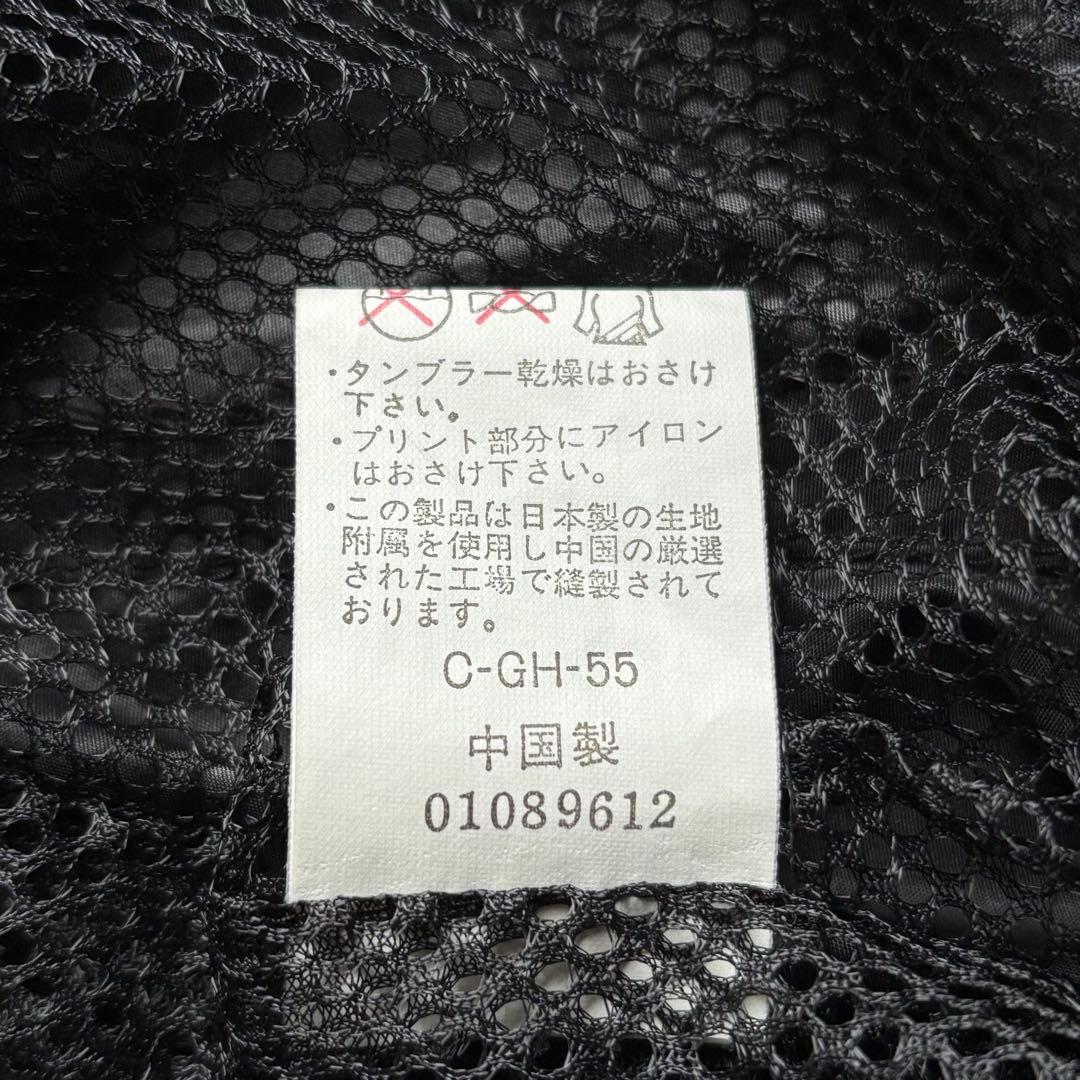 ・タンブラー乾燥はおさけ
下さい。
・プリント部分にアイロン
はおさけ下さい。
・この製品は日本製の生地
附属を使用し中国の厳選
された工場で縫製されて
おります。
C-GH-55
中国製
01089612